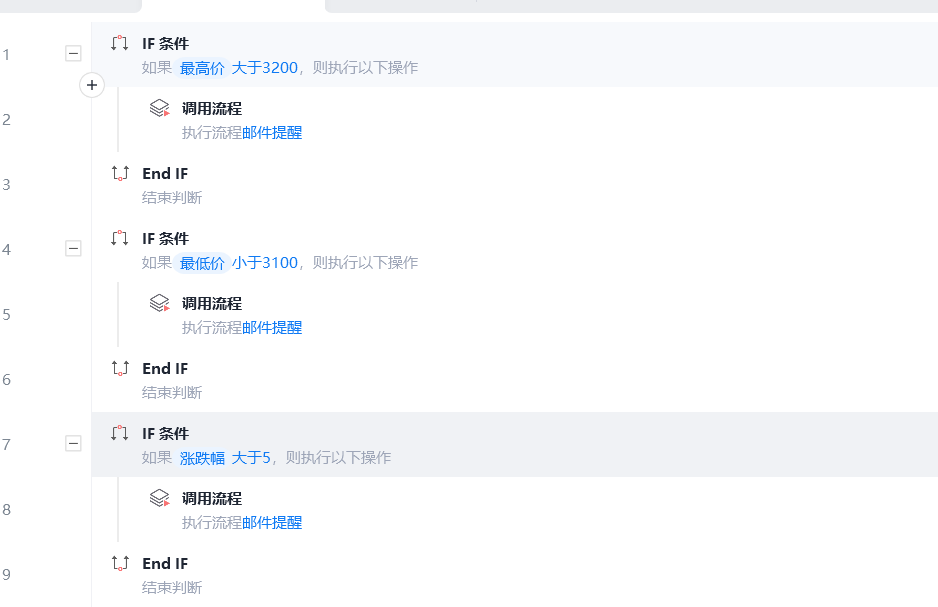 1
IF 条件
如果 最高价 大于3200，则执行以下操作
2
调用流程
执行流程邮件提醒
3
End IF
结束判断
4
IF 条件
如果 最低价 小于3100，则执行以下操作
5
调用流程
执行流程邮件提醒
6
End IF
结束判断
7
IF 条件
如果 涨跌幅 大于5，则执行以下操作
8
调用流程
执行流程邮件提醒
9
End IF
结束判断